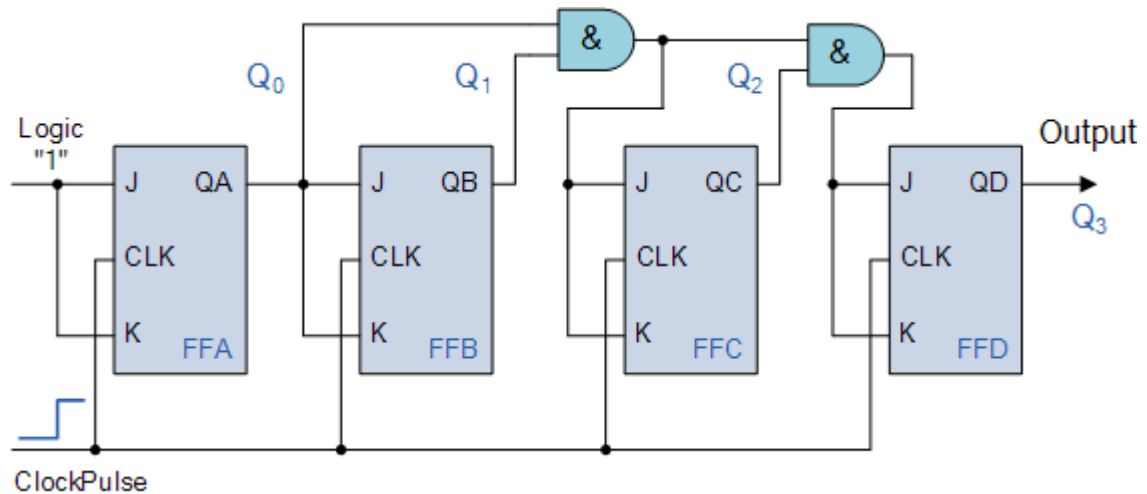 &
&
Q₀
Q₁
Q₂
Logic
"1"
Output
J QA
J QB
J QC
J QD
Q₃
CLK
CLK
CLK
CLK
K
K
K
K
FFA
FFB
FFC
FFD
ClockPulse